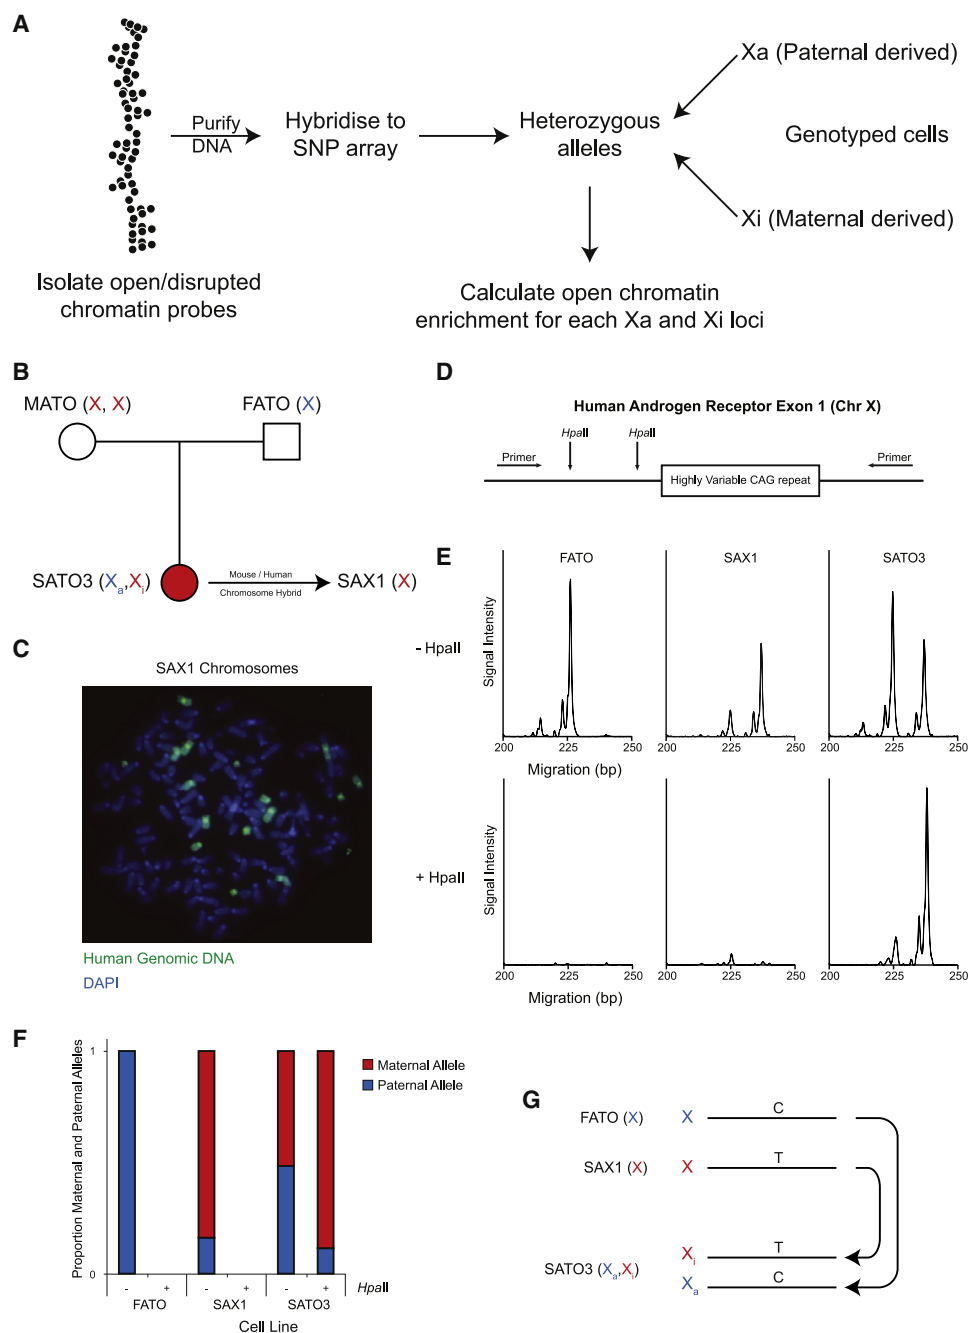 A
Purify
DNA
Hybridise to
SNP array
Heterozygous
alleles
Xa (Paternal derived)
Genotyped cells
Xi (Maternal derived)
Isolate open/disrupted
chromatin probes
Calculate open chromatin
enrichment for each Xa and Xi loci
B
MATO (X, X)
FATO (X)
SATO3 (Xa,Xi)
Mouse / Human
Chromosome Hybrid
SAX1 (X)
C
SAX1 Chromosomes
Human Genomic DNA
DAPI
D
Human Androgen Receptor Exon 1 (Chr X)
HpaII
HpaII
Primer
Primer
Highly Variable CAG repeat
E
FATO
SAX1
SATO3
- HpaII
Signal Intensity
Signal Intensity
200 225 250
200 225 250
200 225 250
Migration (bp)
Migration (bp)
+ HpaII
Signal Intensity
200 225 250
200 225 250
200 225 250
Migration (bp)
F
Proportion Maternal and Paternal Alleles
1
0
Maternal Allele
Paternal Allele
- + - + - + HpaII
FATO SAX1 SATO3
Cell Line
G
FATO (X) X C
SAX1 (X) X T
SATO3 (Xa,Xi)
Xi T
Xa C